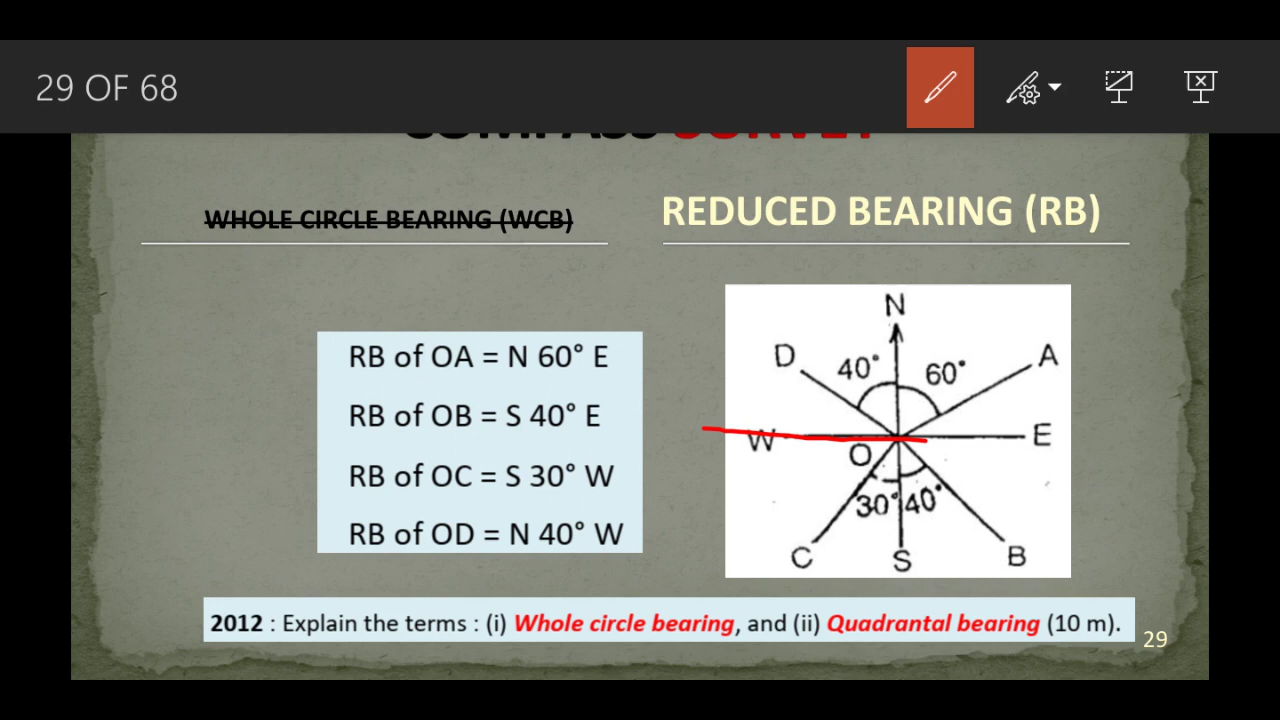 29 OF 68
COMPASS SURVEY
WHOLE CIRCLE BEARING (WCB)
REDUCED BEARING (RB)
RB of OA = N 60° E
RB of OB = S 40° E
RB of OC = S 30° W
RB of OD = N 40° W
N
D 40° 60° A
W E
O
30° 40°
C S B
2012 : Explain the terms : (i) Whole circle bearing, and (ii) Quadrantal bearing (10 m).
29